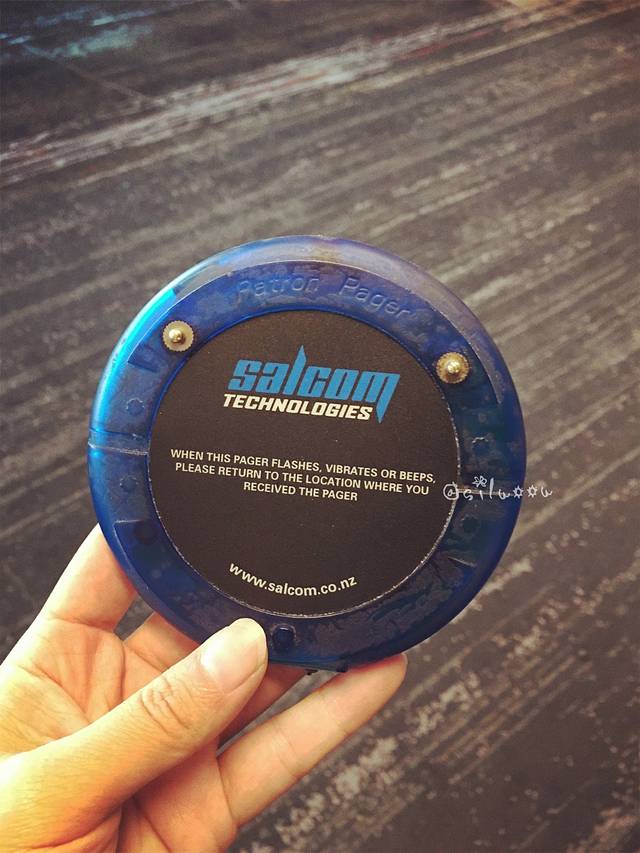 Patron Pager
salcom
TECHNOLOGIES
WHEN THIS PAGER FLASHES, VIBRATES OR BEEPS,
PLEASE RETURN TO THE LOCATION WHERE YOU
RECEIVED THE PAGER
@silwoow
www.salcom.co.nz